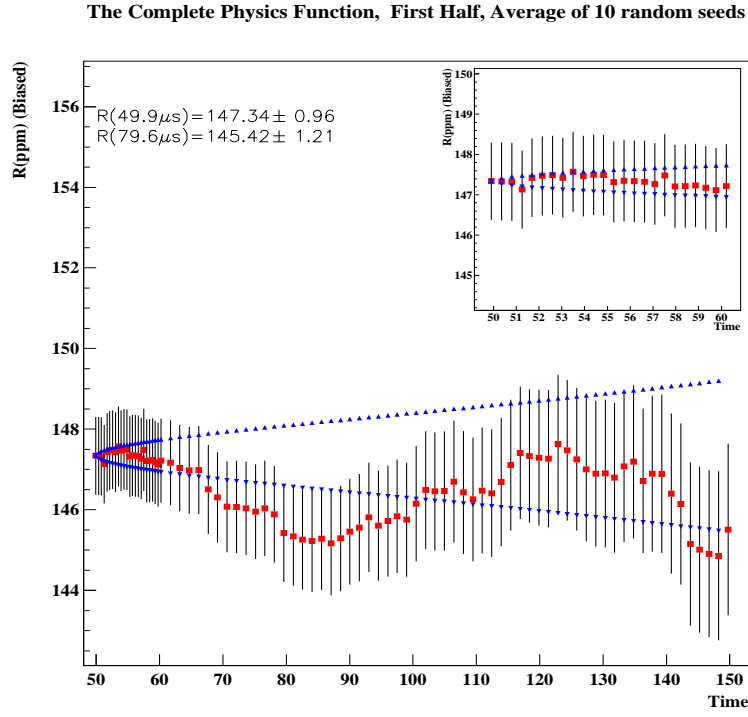 The Complete Physics Function, First Half, Average of 10 random seeds
R(ppm) (Biased)
156
154
152
150
148
146
144
R(49.9μs)=147.34± 0.96
R(79.6μs)=145.42± 1.21
R(ppm) (Biased)
150
149
148
147
146
145
50 51 52 53 54 55 56 57 58 59 60
Time
50 60 70 80 90 100 110 120 130 140 150
Time